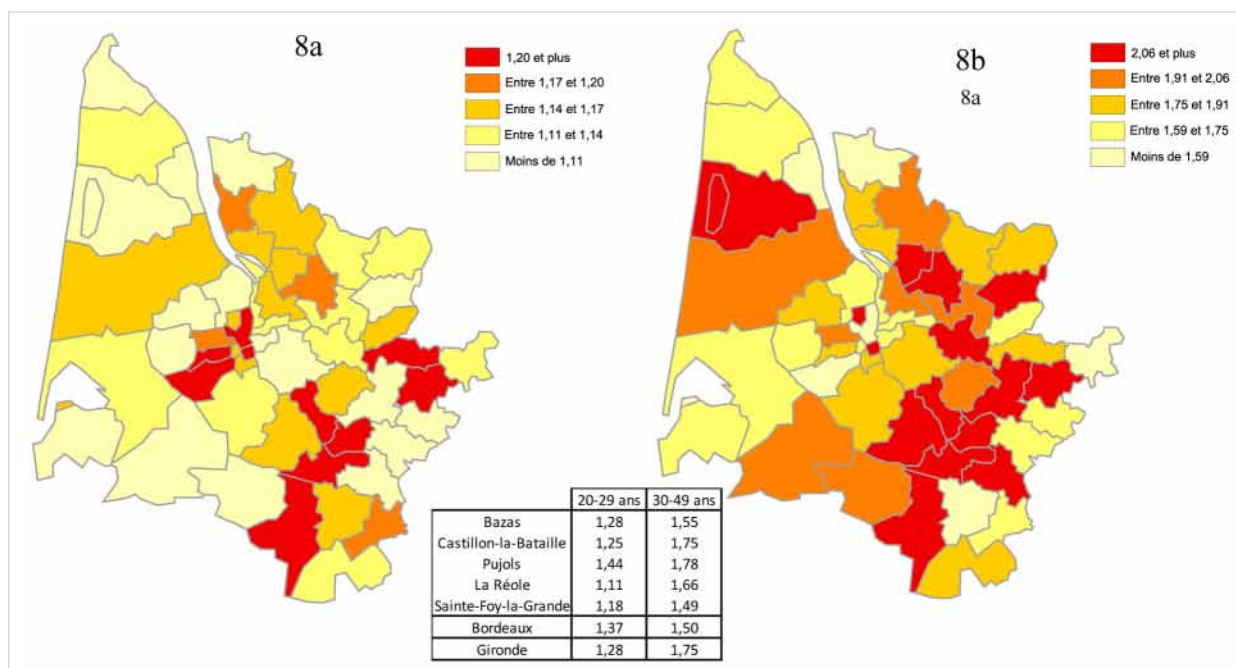 8a
1,20 et plus
Entre 1,17 et 1,20
Entre 1,14 et 1,17
Entre 1,11 et 1,14
Moins de 1,11
8b
8a
2,06 et plus
Entre 1,91 et 2,06
Entre 1,75 et 1,91
Entre 1,59 et 1,75
Moins de 1,59
20-29 ans 30-49 ans
Bazas 1,28 1,55
Castillon-la-Bataille 1,25 1,75
Pujols 1,44 1,78
La Réole 1,11 1,66
Sainte-Foy-la-Grande 1,18 1,49
Bordeaux 1,37 1,50
Gironde 1,28 1,75